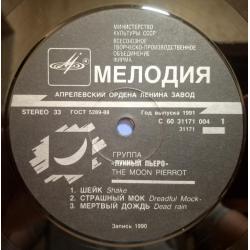 МИНИСТЕРСТВО
КУЛЬТУРЫ СССР
ВСЕСОЮЗНОЕ
ТВОРЧЕСКО-ПРОИЗВОДСТВЕННОЕ
ОБЪЕДИНЕНИЕ
ФИРМА
МЕЛОДИЯ
АПРЕЛЕВСКИЙ ОРДЕНА ЛЕНИНА ЗАВОД
STEREO 33 ГОСТ 5289-88 Год выпуска 1991
С 60 31171 004 1
31171
ГРУППА
«ЛУННЫЙ ПЬЕРО»
THE MOON PIERROT
1. ШЕЙК Shake
2. СТРАШНЫЙ МОК Dreadful Mock
3. МЕРТВЫЙ ДОЖДЬ Dead rain
Запись 1990